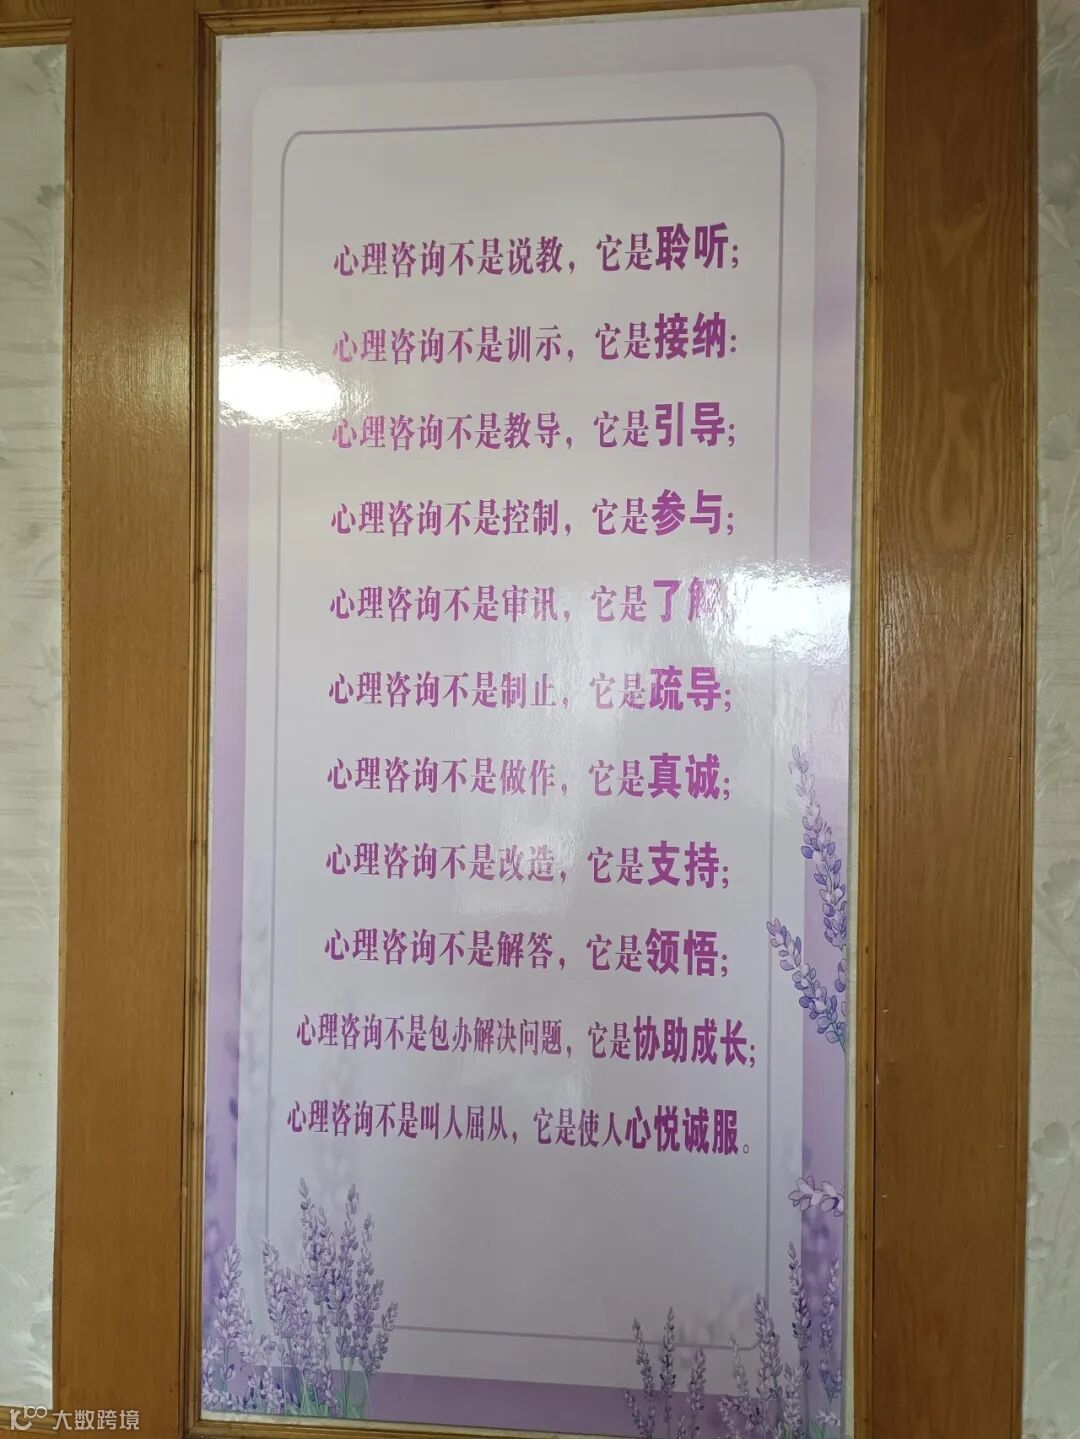 心理咨询不是说教，它是聆听；
心理咨询不是训示，它是接纳：
心理咨询不是教导，它是引导；
心理咨询不是控制，它是参与；
心理咨询不是审讯，它是了解
心理咨询不是制止，它是疏导；
心理咨询不是做作，它是真诚；
心理咨询不是改造，它是支持；
心理咨询不是解答，它是领悟；
心理咨询不是包办解决问题，它是协助成长；
心理咨询不是叫人屈从，它是使人心悦诚服。
大数跨境